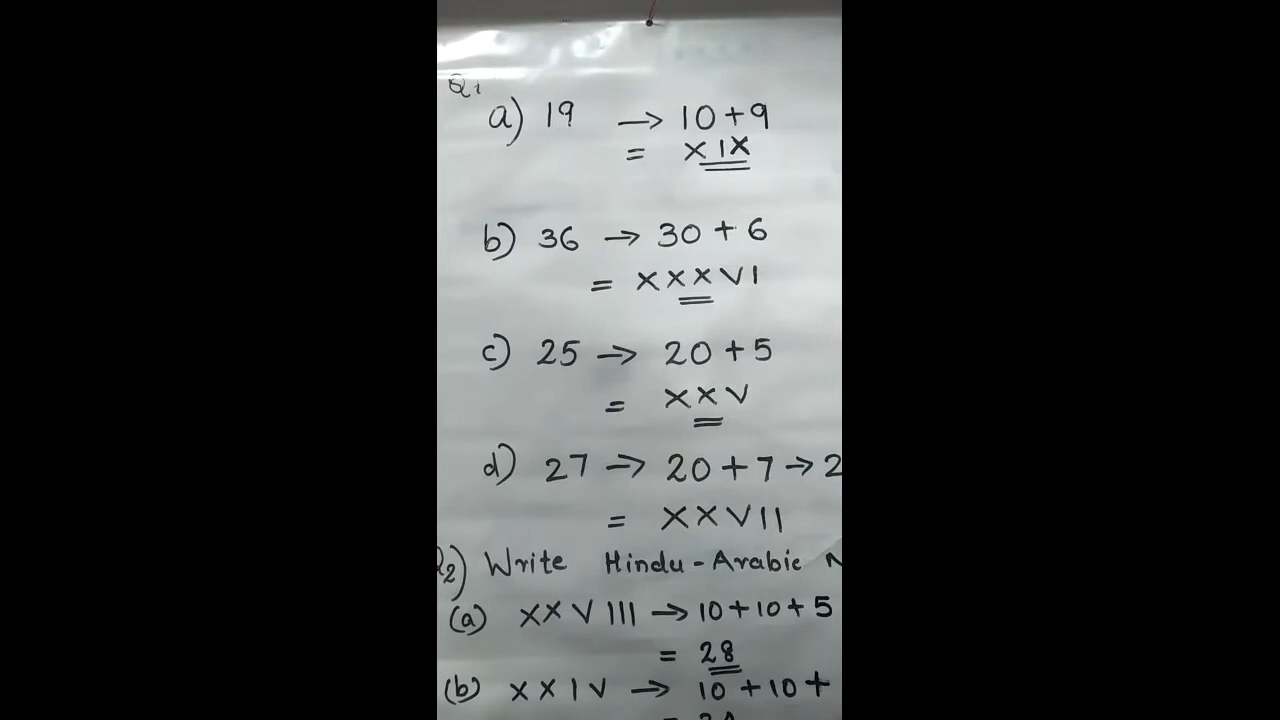 Q1
a) 19 → 10+9
= XIX
b) 36 → 30 + 6
= XXXVI
c) 25 → 20 + 5
= XXV
d) 27 → 20 + 7 → 2
= XXVII
Q2) Write Hindu-Arabic
(a) XXVIII → 10+10+5
= 28
(b) XXIV → 10+10+